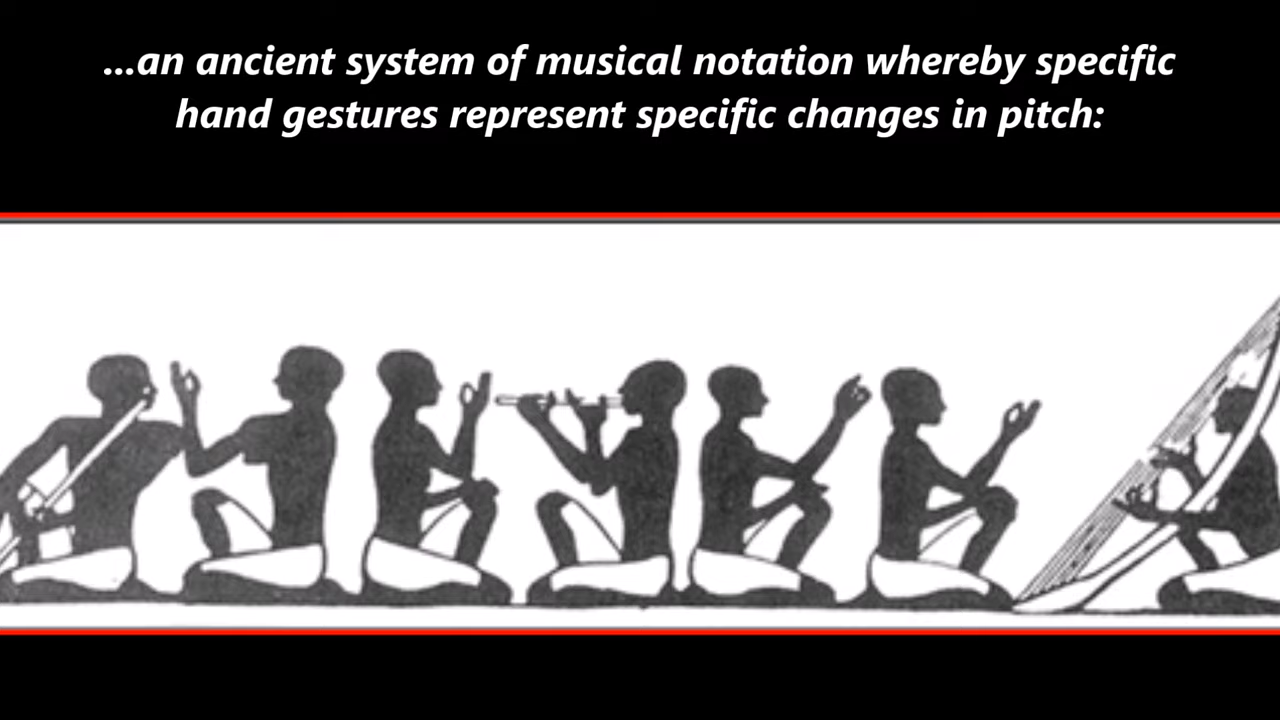 ...an ancient system of musical notation whereby specific
hand gestures represent specific changes in pitch: